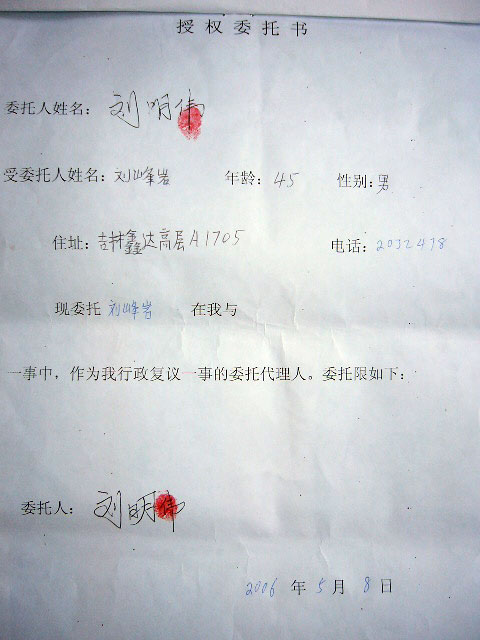 授权委托书
委托人姓名: 刘明伟
受委托人姓名: 刘峰岩 年龄: 45 性别: 男
住址: 吉林鑫达高层A1705 电话: 2032438
现委托 刘峰岩 在我与
一事中，作为我行政复议一事的委托代理人。委托限如下:
委托人: 刘明伟
2006 年 5 月 8 日